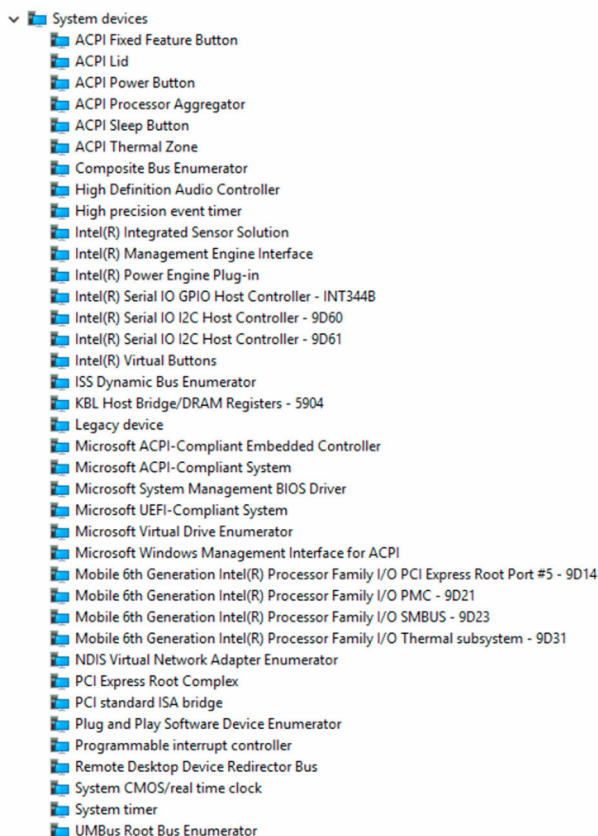 System devices
ACPI Fixed Feature Button
ACPI Lid
ACPI Power Button
ACPI Processor Aggregator
ACPI Sleep Button
ACPI Thermal Zone
Composite Bus Enumerator
High Definition Audio Controller
High precision event timer
Intel(R) Integrated Sensor Solution
Intel(R) Management Engine Interface
Intel(R) Power Engine Plug-in
Intel(R) Serial IO GPIO Host Controller - INT344B
Intel(R) Serial IO I2C Host Controller - 9D60
Intel(R) Serial IO I2C Host Controller - 9D61
Intel(R) Virtual Buttons
ISS Dynamic Bus Enumerator
KBL Host Bridge/DRAM Registers - 5904
Legacy device
Microsoft ACPI-Compliant Embedded Controller
Microsoft ACPI-Compliant System
Microsoft System Management BIOS Driver
Microsoft UEFI-Compliant System
Microsoft Virtual Drive Enumerator
Microsoft Windows Management Interface for ACPI
Mobile 6th Generation Intel(R) Processor Family I/O PCI Express Root Port #5 - 9D14
Mobile 6th Generation Intel(R) Processor Family I/O PMC - 9D21
Mobile 6th Generation Intel(R) Processor Family I/O SMBUS - 9D23
Mobile 6th Generation Intel(R) Processor Family I/O Thermal subsystem - 9D31
NDIS Virtual Network Adapter Enumerator
PCI Express Root Complex
PCI standard ISA bridge
Plug and Play Software Device Enumerator
Programmable interrupt controller
Remote Desktop Device Redirector Bus
System CMOS/real time clock
System timer
UMBus Root Bus Enumerator